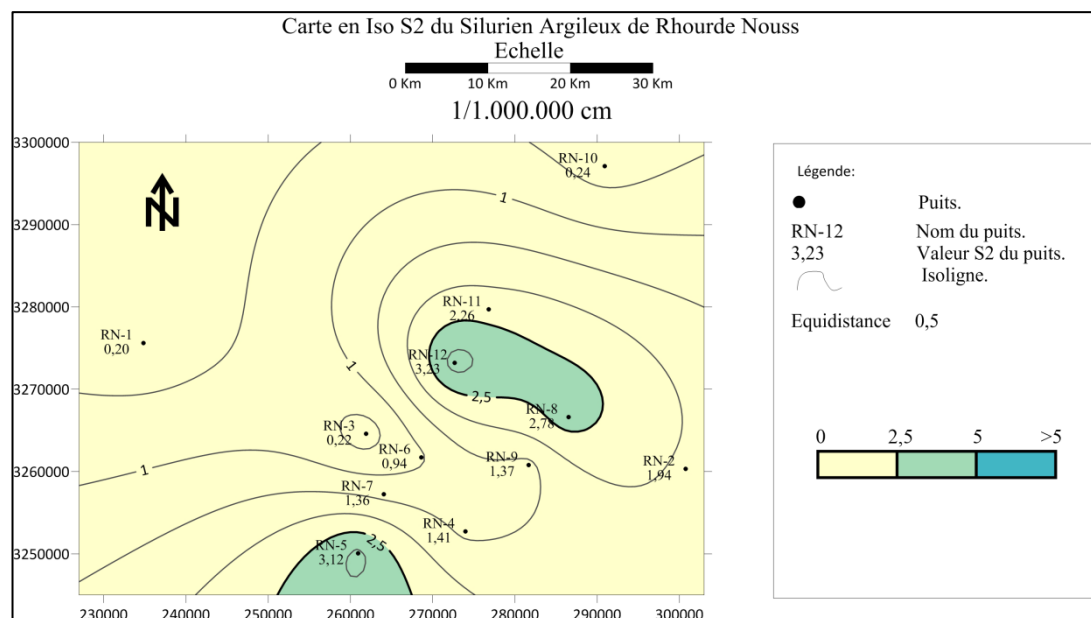 Carte en Iso S2 du Silurien Argileux de Rhourde Nouss
Echelle
0 Km 10 Km 20 Km 30 Km
1/1.000.000 cm
3300000
3290000
3280000
3270000
3260000
3250000
N
RN-10
0,24
1
RN-11
2,26
RN-1
0,20
RN-12
3,23
1
2,5
RN-8
2,78
RN-3
0,22
RN-6
0,94
1
RN-9
1,37
RN-2
1,94
RN-7
1,36
RN-4
1,41
2,5
RN-5
3,12
230000 240000 250000 260000 270000 280000 290000 300000
Légende:
Puits.
RN-12 Nom du puits.
3,23 Valeur S2 du puits.
Isoligne.
Equidistance 0,5
0 2,5 5 >5